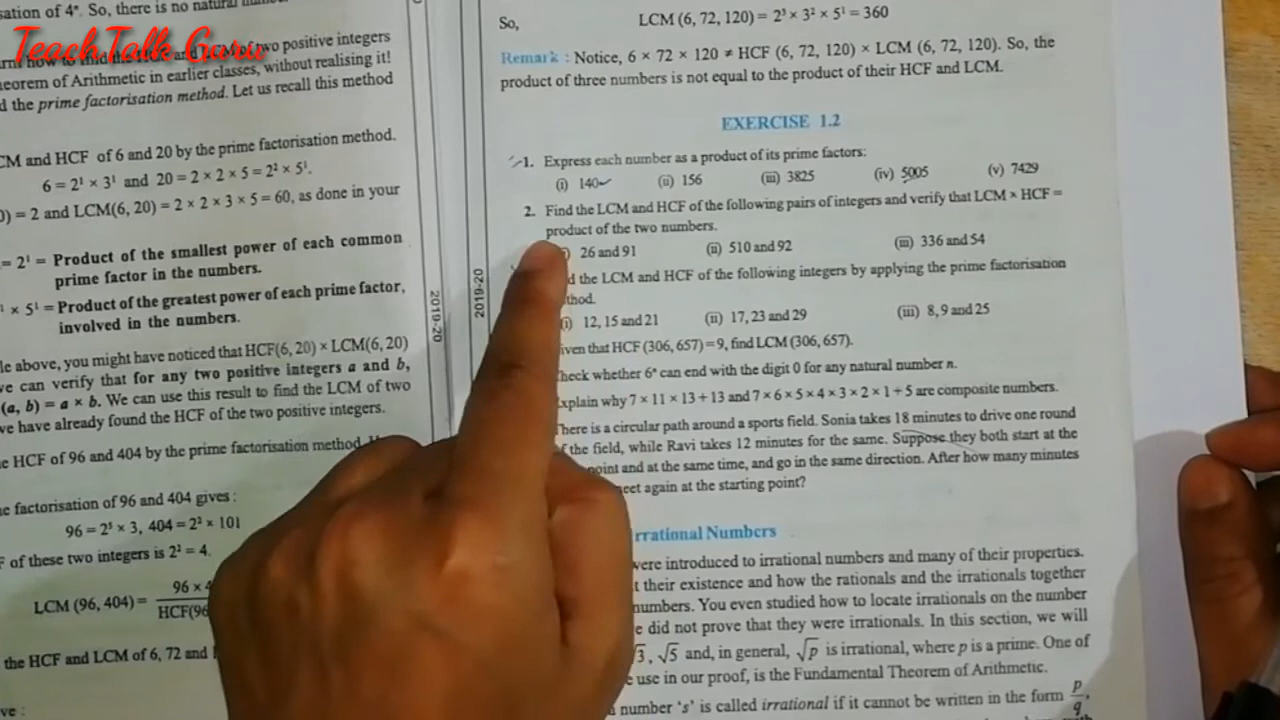 TeachTalk Guru
sation of 4ⁿ. So, there is no natural
two positive integers
eorem of Arithmetic in earlier classes, without realising it!
d the prime factorisation method. Let us recall this method
CM and HCF of 6 and 20 by the prime factorisation method.
6 = 2¹ × 3¹ and 20 = 2 × 2 × 5 = 2² × 5¹.
0) = 2 and LCM(6, 20) = 2 × 2 × 3 × 5 = 60, as done in your
= 2¹ = Product of the smallest power of each common
prime factor in the numbers.
× 5¹ = Product of the greatest power of each prime factor,
involved in the numbers.
le above, you might have noticed that HCF(6, 20) × LCM(6, 20)
we can verify that for any two positive integers a and b,
(a, b) = a × b. We can use this result to find the LCM of two
we have already found the HCF of the two positive integers.
e HCF of 96 and 404 by the prime factorisation method.
e factorisation of 96 and 404 gives :
96 = 2⁵ × 3, 404 = 2² × 101
F of these two integers is 2² = 4.
LCM (96, 404) = 96 × 4
HCF(96
the HCF and LCM of 6, 72 and
ve :
2019-20
2019-20
So,
LCM (6, 72, 120) = 2³ × 3² × 5¹ = 360
Remark : Notice, 6 × 72 × 120 ≠ HCF (6, 72, 120) × LCM (6, 72, 120). So, the
product of three numbers is not equal to the product of their HCF and LCM.
EXERCISE 1.2
1. Express each number as a product of its prime factors:
(i) 140 (ii) 156 (iii) 3825 (iv) 5005 (v) 7429
2. Find the LCM and HCF of the following pairs of integers and verify that LCM × HCF =
product of the two numbers.
) 26 and 91 (ii) 510 and 92 (iii) 336 and 54
d the LCM and HCF of the following integers by applying the prime factorisation
thod.
(i) 12, 15 and 21 (ii) 17, 23 and 29 (iii) 8, 9 and 25
iven that HCF (306, 657) = 9, find LCM (306, 657).
heck whether 6ⁿ can end with the digit 0 for any natural number n.
xplain why 7 × 11 × 13 + 13 and 7 × 6 × 5 × 4 × 3 × 2 × 1 + 5 are composite numbers.
here is a circular path around a sports field. Sonia takes 18 minutes to drive one round
f the field, while Ravi takes 12 minutes for the same. Suppose they both start at the
point and at the same time, and go in the same direction. After how many minutes
eet again at the starting point?
rrational Numbers
were introduced to irrational numbers and many of their properties.
t their existence and how the rationals and the irrationals together
numbers. You even studied how to locate irrationals on the number
e did not prove that they were irrationals. In this section, we will
√3, √5 and, in general, √p is irrational, where p is a prime. One of
e use in our proof, is the Fundamental Theorem of Arithmetic.
number ‘s’ is called irrational if it cannot be written in the form p/q,